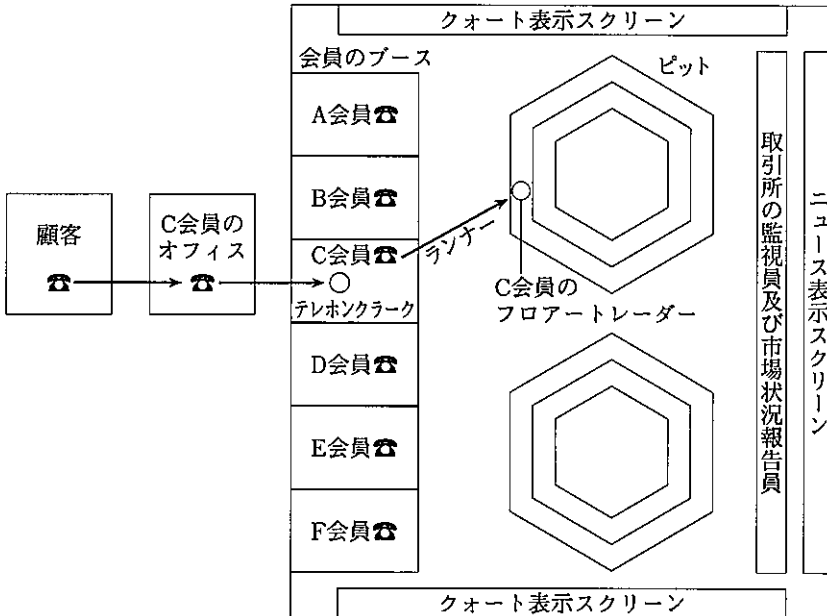 クォート表示スクリーン
会員のブース
ピット
A会員☎
B会員☎
顧客
☎
C会員の
オフィス
☎
C会員☎
テレホンクラーク
ランナー
C会員の
フロアートレーダー
D会員☎
E会員☎
F会員☎
取引所の監視員及び市場状況報告員
ニュース表示スクリーン
クォート表示スクリーン